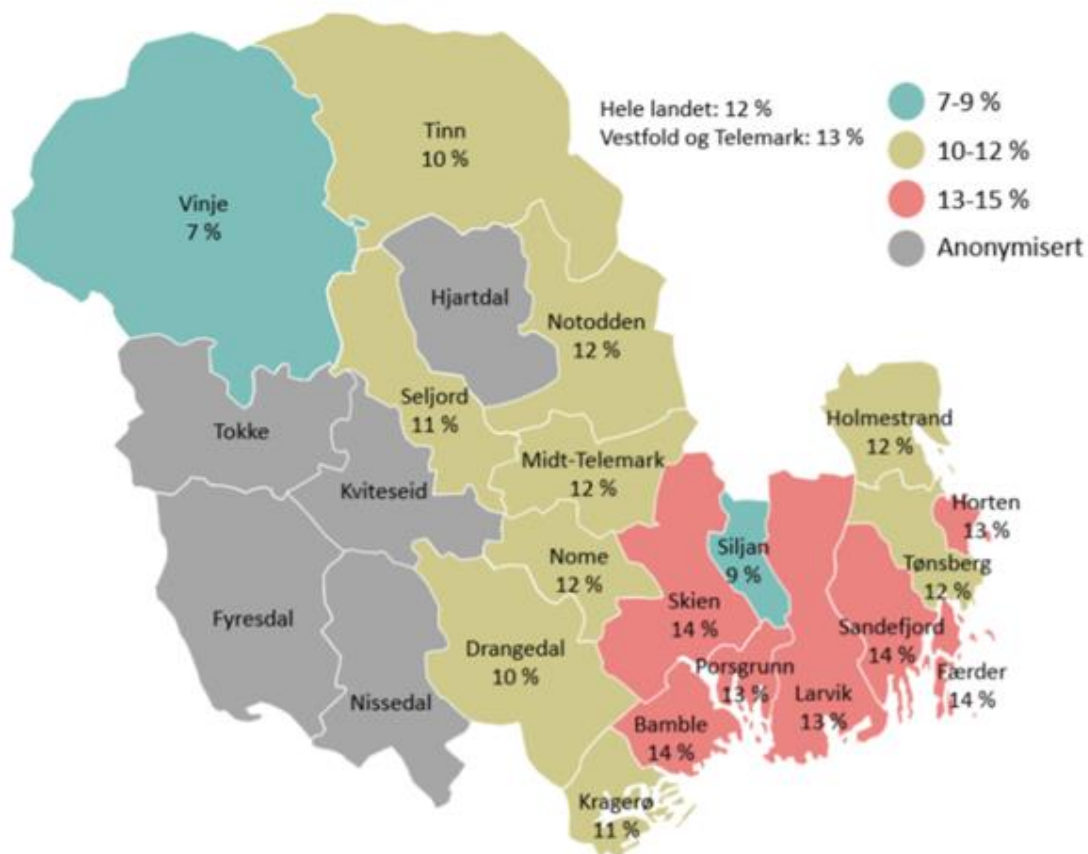 Hele landet: 12 %
Vestfold og Telemark: 13 %
7-9 %
10-12 %
13-15 %
Anonymisert
Tinn
10 %
Vinje
7 %
Hjartdal
Notodden
12 %
Seljord
11 %
Tokke
Holmestrand
12 %
Midt-Telemark
12 %
Kviteseid
Horten
13 %
Siljan
9 %
Nome
12 %
Tønsberg
12 %
Skien
14 %
Fyresdal
Sandefjord
14 %
Drangedal
10 %
Porsgrunn
13 %
Færder
14 %
Larvik
13 %
Nissedal
Bamble
14 %
Kragerø
11 %